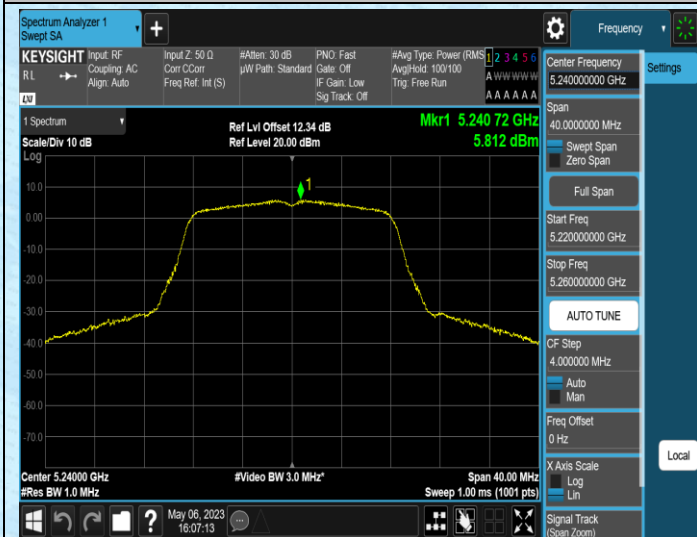 Spectrum Analyzer 1
Swept SA
+
Frequency
KEYSIGHT
RL
LXI
Input: RF
Coupling: AC
Align: Auto
Input Z: 50 Ω
Corr CCorr
Freq Ref: Int (S)
#Atten: 30 dB
µW Path: Standard
PNO: Fast
Gate: Off
IF Gain: Low
Sig Track: Off
#Avg Type: Power (RMS
Avg|Hold: 100/100
Trig: Free Run
1 2 3 4 5 6
A W W W W W
A A A A A A
1 Spectrum
Scale/Div 10 dB
Log
Ref Lvl Offset 12.34 dB
Ref Level 20.00 dBm
Mkr1 5.240 72 GHz
5.812 dBm
1
10.0
0.00
-10.0
-20.0
-30.0
-40.0
-50.0
-60.0
-70.0
Center 5.24000 GHz
#Res BW 1.0 MHz
#Video BW 3.0 MHz*
Span 40.00 MHz
Sweep 1.00 ms (1001 pts)
?
May 06, 2023
16:07:13
Center Frequency
5.240000000 GHz
Span
40.0000000 MHz
Swept Span
Zero Span
Full Span
Start Freq
5.220000000 GHz
Stop Freq
5.260000000 GHz
AUTO TUNE
CF Step
4.000000 MHz
Auto
Man
Freq Offset
0 Hz
X Axis Scale
Log
Lin
Signal Track
(Span Zoom)
Settings
Local